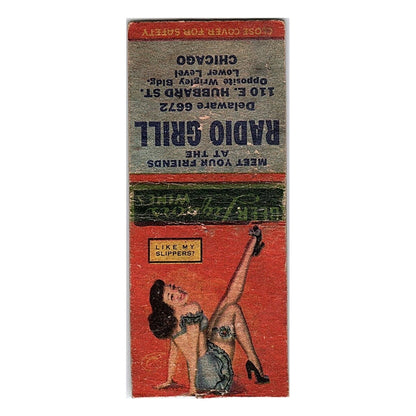 CLOSE COVER FOR SAFETY
MEET YOUR FRIENDS
AT THE
RADIO GRILL
Delaware 6672
110 E. HUBBARD ST.
Opposite Wrigley Bldg.
Lower Level
CHICAGO
WINES
LIKE MY
SLIPPERS?